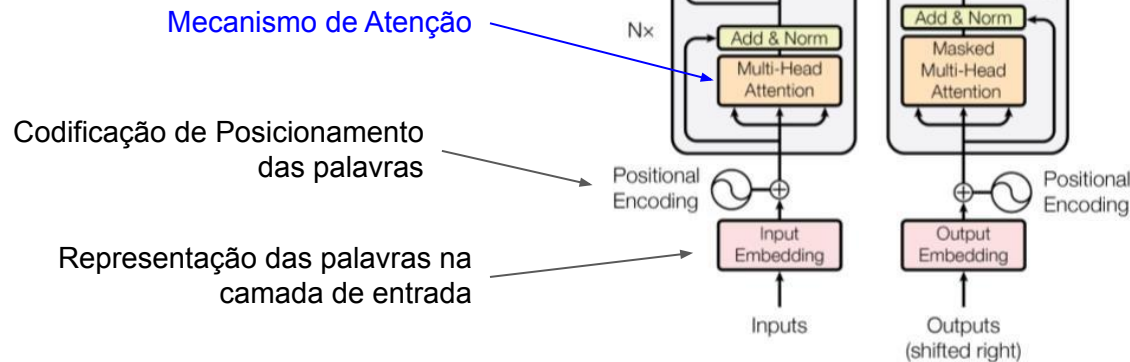 Mecanismo de Atenção
Codificação de Posicionamento
das palavras
Representação das palavras na
camada de entrada
N×
Add & Norm
Multi-Head
Attention
Positional
Encoding
Input
Embedding
Inputs
Add & Norm
Masked
Multi-Head
Attention
Positional
Encoding
Output
Embedding
Outputs
(shifted right)